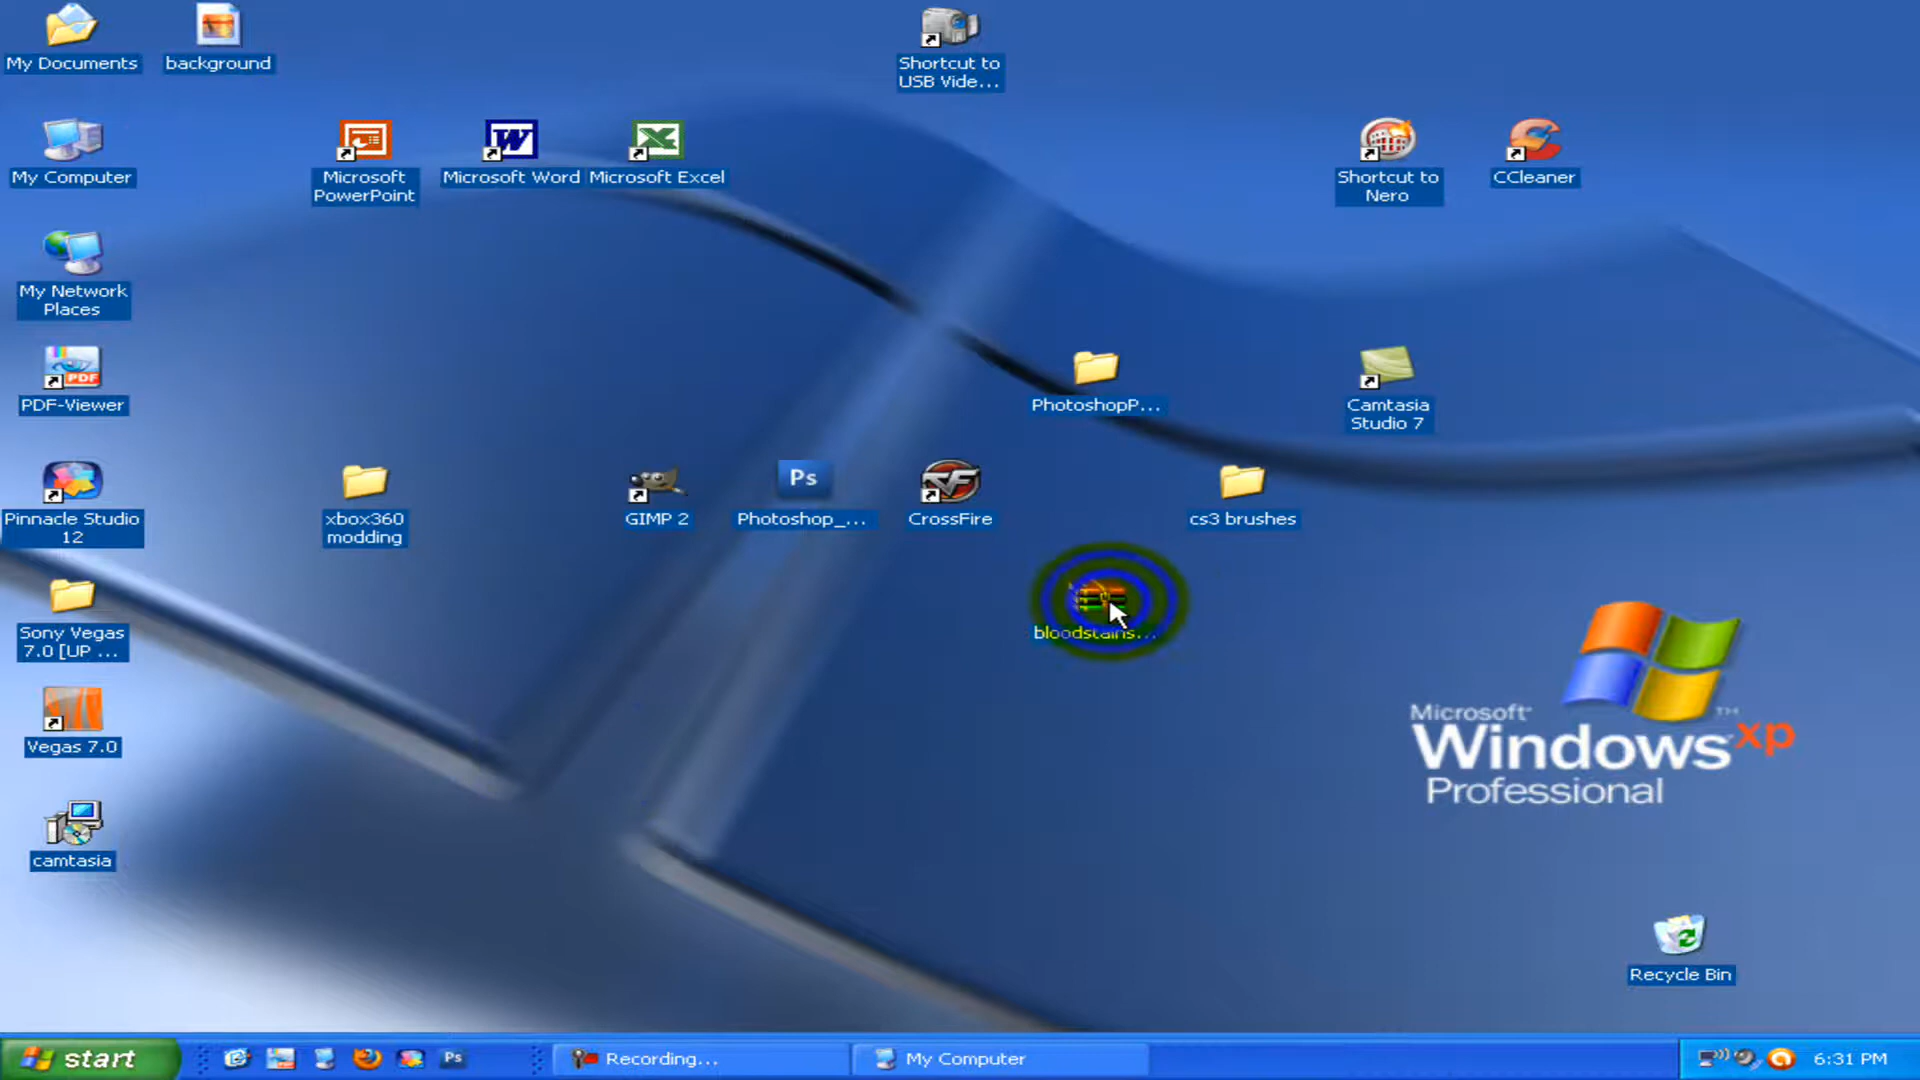 My Documents
background
Shortcut to
USB Vide...
My Computer
Microsoft
PowerPoint
Microsoft Word
Microsoft Excel
Shortcut to
Nero
CCleaner
My Network
Places
PDF
PDF-Viewer
PhotoshopP...
Camtasia
Studio 7
Pinnacle Studio
12
xbox360
modding
GIMP 2
Ps
Photoshop_...
CF
CrossFire
cs3 brushes
Sony Vegas
7.0 [UP ...
bloodstains...
Vegas 7.0
camtasia
Microsoft
Windows xp
TM
Professional
Recycle Bin
start
Ps
Recording...
My Computer
6:31 PM